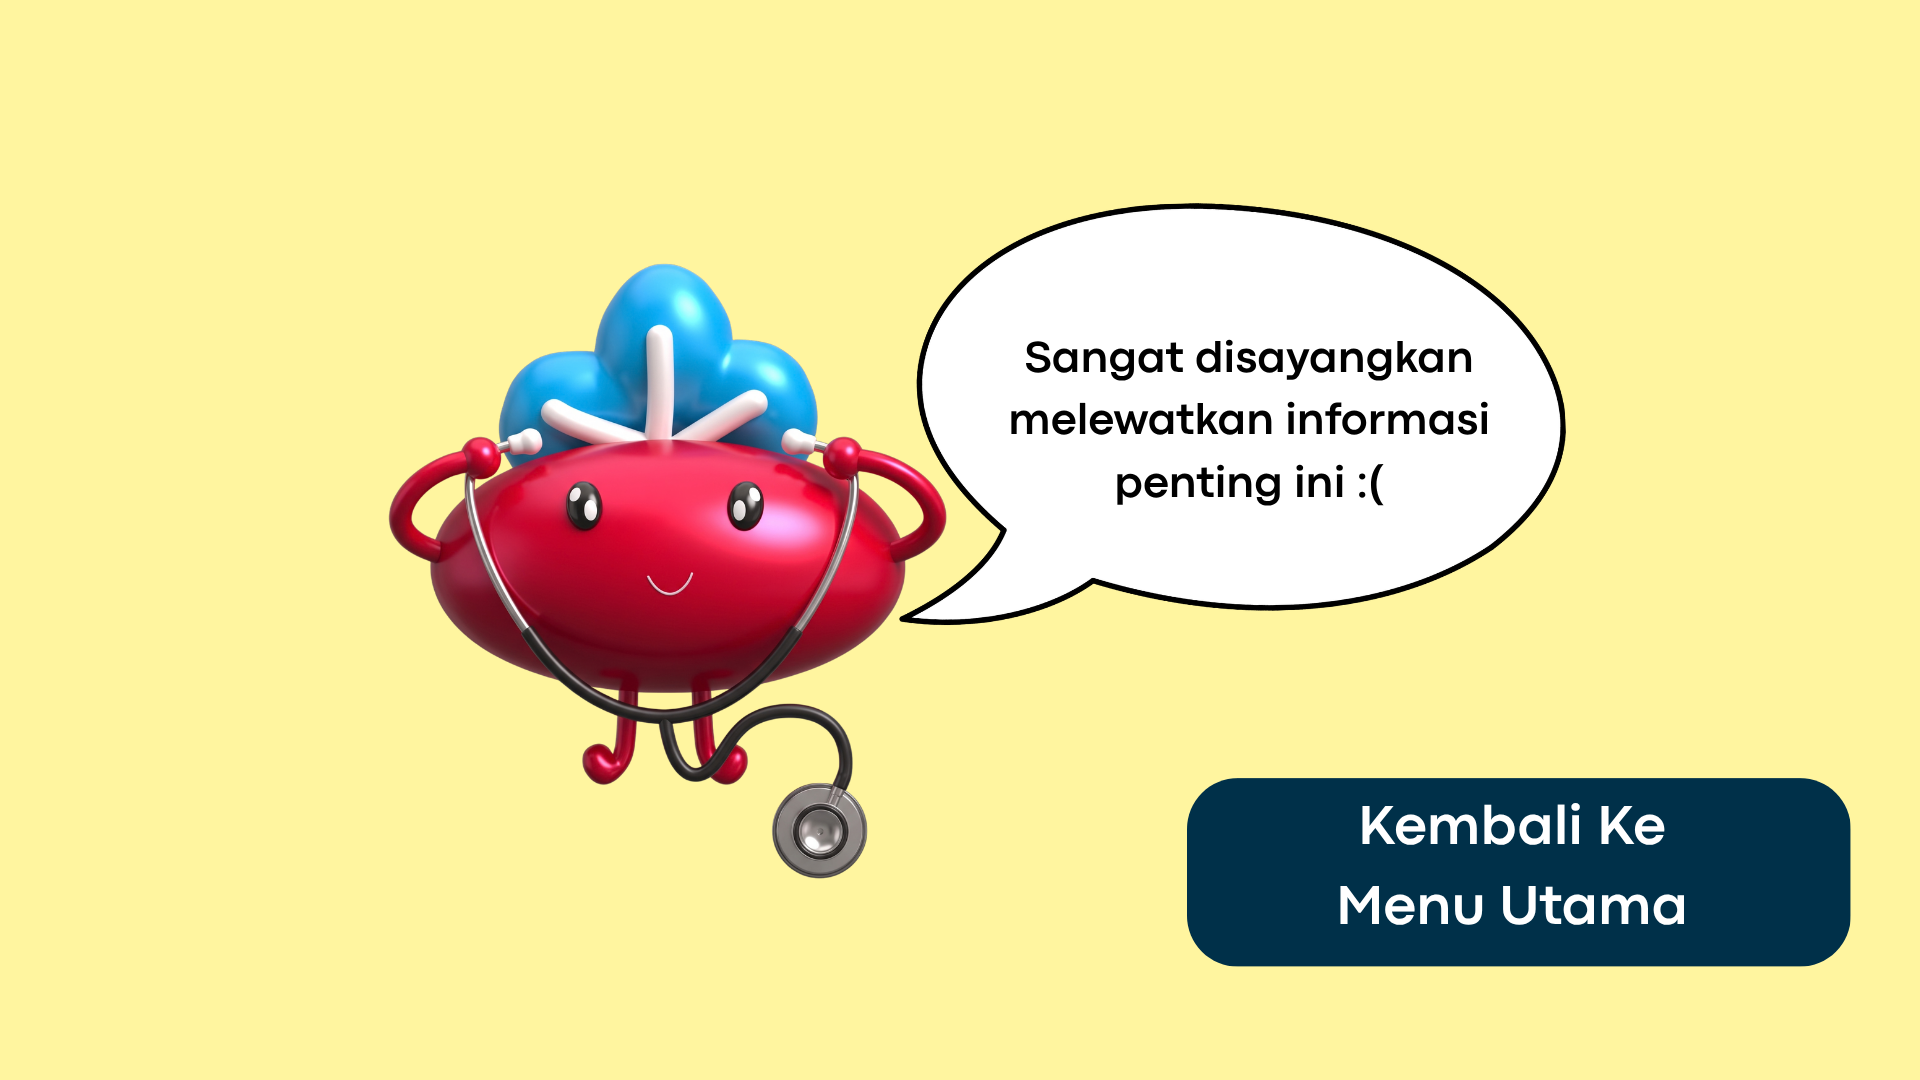 Sangat disayangkan
melewatkan informasi
penting ini :(
Kembali Ke
Menu Utama